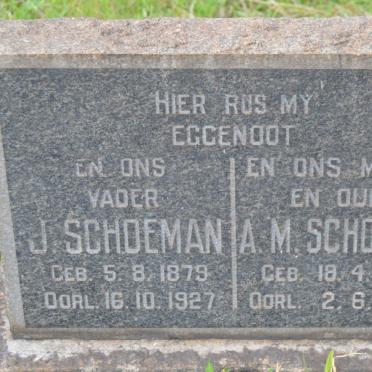 HIER RUS MY
EGGENOOT
EN ONS
VADER
J. SCHOEMAN
GEB. 5.8.1879
OORL. 16.10.1927
EN ONS
EN
A.M.
GEB. 18.4.
OORL. 2.6.